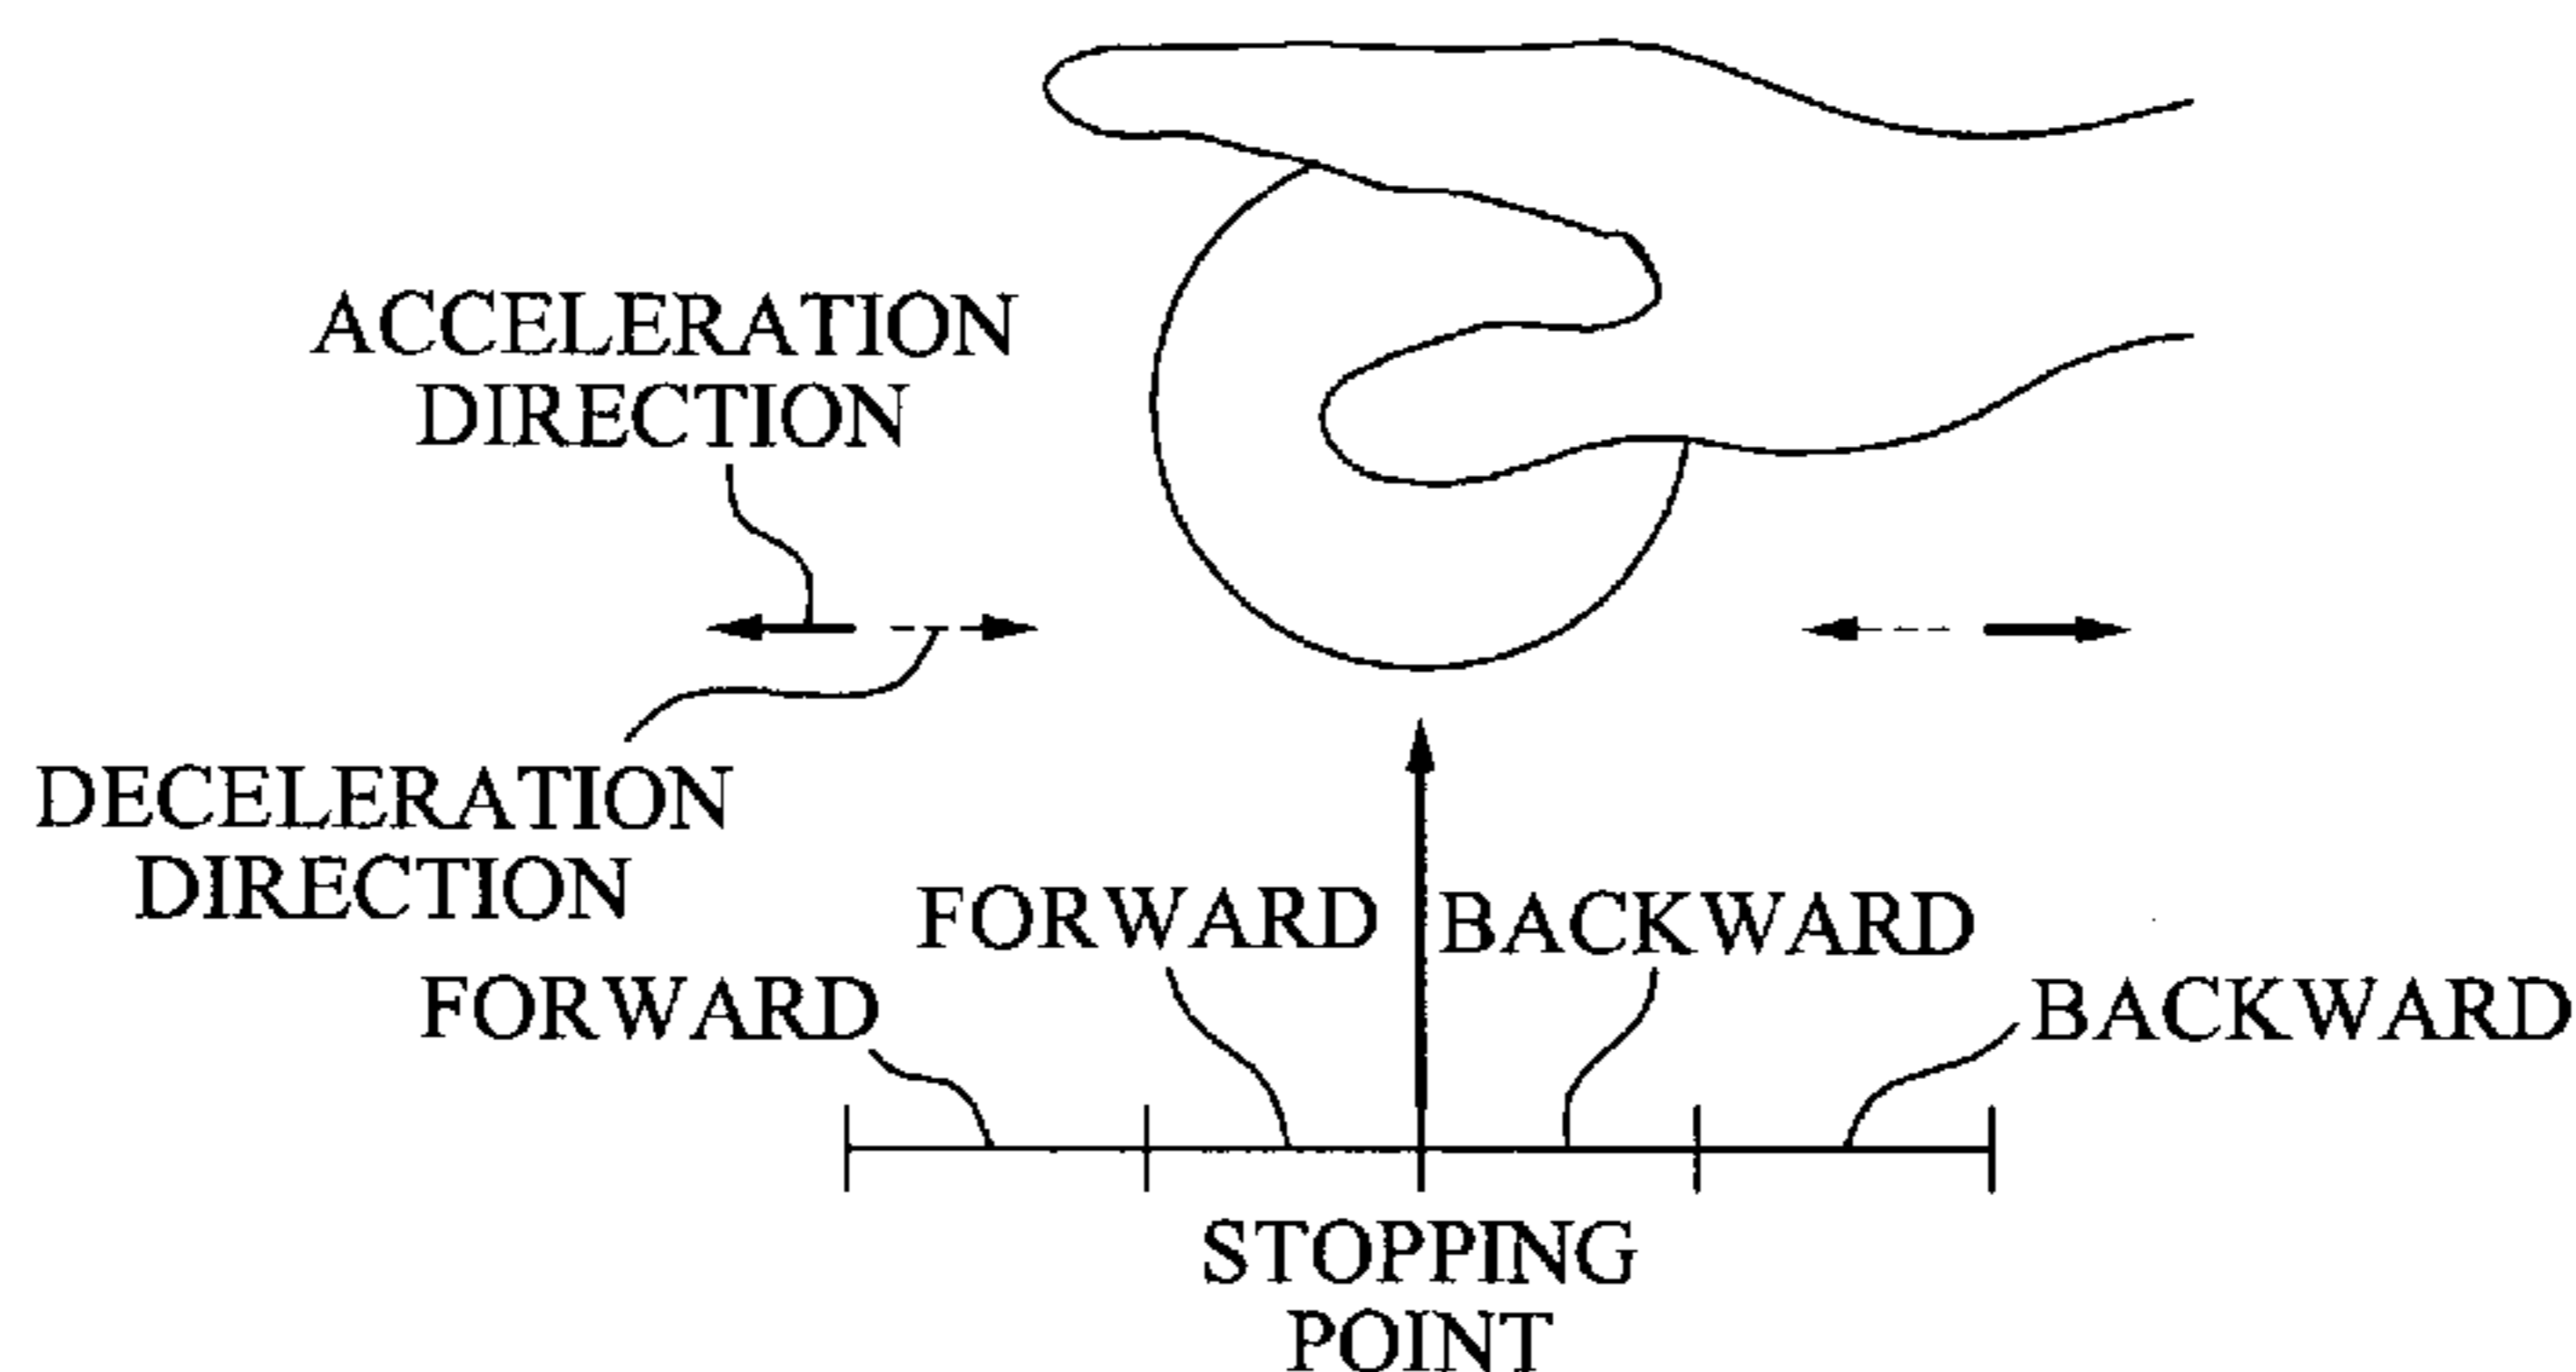 ACCELERATION
DIRECTION
DECELERATION
DIRECTION
FORWARD
BACKWARD
FORWARD
BACKWARD
STOPPING
POINT